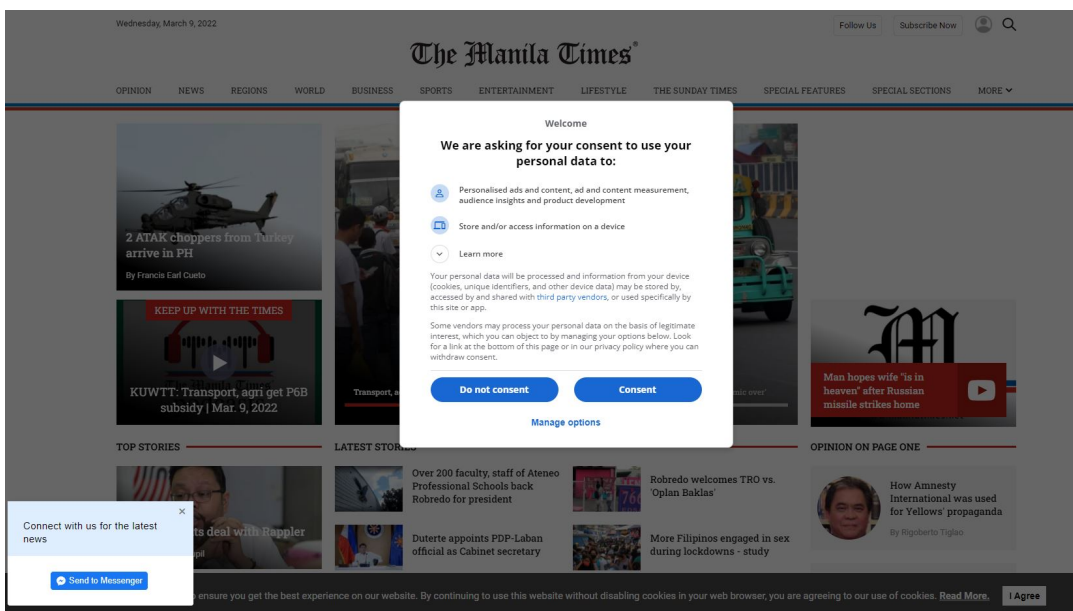 Wednesday, March 9, 2022
Follow Us
Subscribe Now
The Manila Times
OPINION NEWS REGIONS WORLD BUSINESS SPORTS ENTERTAINMENT LIFESTYLE THE SUNDAY TIMES SPECIAL FEATURES SPECIAL SECTIONS MORE
Welcome
We are asking for your consent to use your
personal data to:
Personalised ads and content, ad and content measurement,
audience insights and product development
Store and/or access information on a device
Learn more
Your personal data will be processed and information from your device
(cookies, unique identifiers, and other device data) may be stored by,
accessed by and shared with third party vendors, or used specifically by
this site or app.
Some vendors may process your personal data on the basis of legitimate
interest, which you can object to by managing your options below. Look
for a link at the bottom of this page or in our privacy policy where you can
withdraw consent.
Do not consent
Consent
Manage options
2 ATAK choppers from Turkey
arrive in PH
By Francis Earl Cueto
KEEP UP WITH THE TIMES
KUWTT: Transport, agri get P6B
subsidy | Mar. 9, 2022
Transport, a
Man hopes wife "is in
heaven" after Russian
missile strikes home
TOP STORIES
LATEST STORIES
OPINION ON PAGE ONE
Over 200 faculty, staff of Ateneo
Professional Schools back
Robredo for president
Robredo welcomes TRO vs.
'Oplan Baklas'
How Amnesty
International was used
for Yellows' propaganda
By Rigoberto Tiglao
deal with Rappler
Duterte appoints PDP-Laban
official as Cabinet secretary
More Filipinos engaged in sex
during lockdowns - study
Connect with us for the latest
news
Send to Messenger
ensure you get the best experience on our website. By continuing to use this website without disabling cookies in your web browser, you are agreeing to our use of cookies. Read More.
I Agree